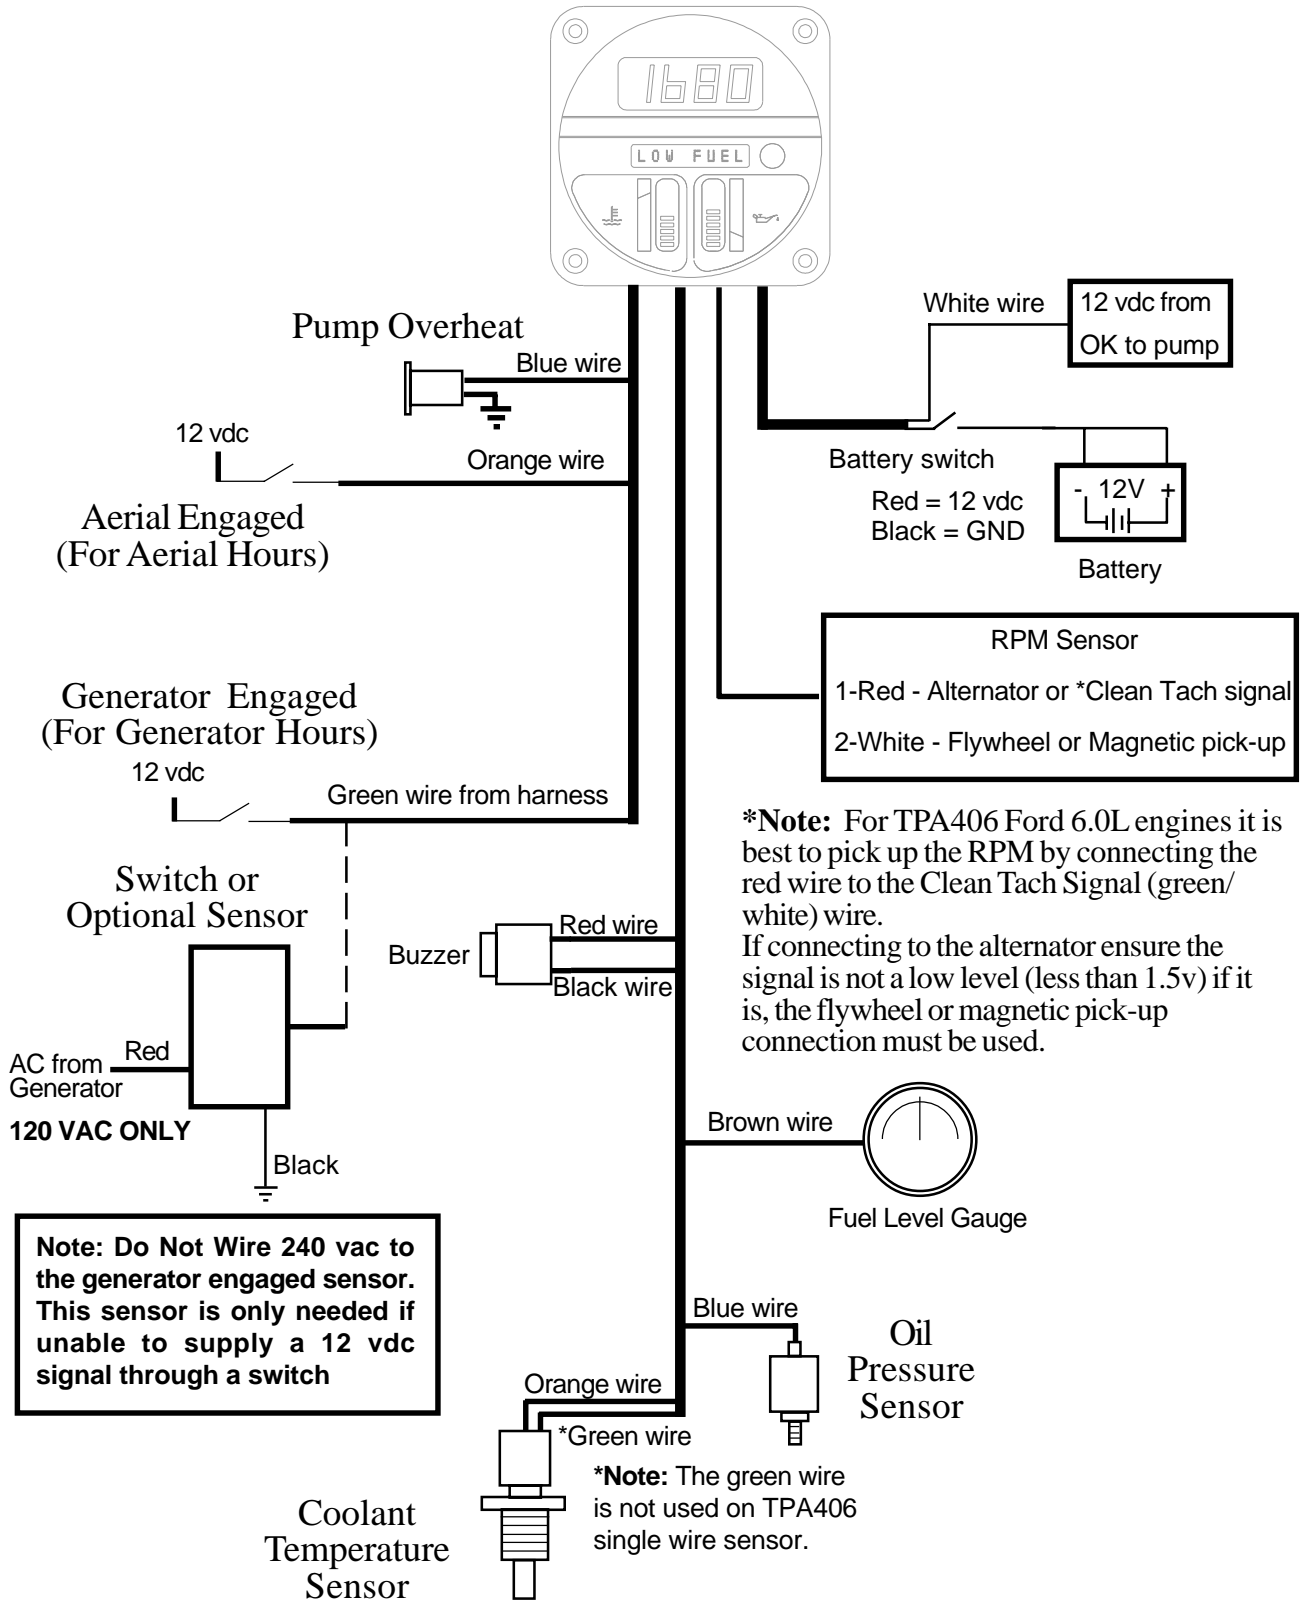 1680
LOW FUEL
Pump Overheat
Blue wire
White wire
12 vdc from
OK to pump
12 vdc
Orange wire
Aerial Engaged
(For Aerial Hours)
Battery switch
Red = 12 vdc
Black = GND
- 12V +
Battery
RPM Sensor
1-Red - Alternator or *Clean Tach signal
2-White - Flywheel or Magnetic pick-up
Generator Engaged
(For Generator Hours)
12 vdc
Green wire from harness
*Note: For TPA406 Ford 6.0L engines it is
best to pick up the RPM by connecting the
red wire to the Clean Tach Signal (green/
white) wire.
If connecting to the alternator ensure the
signal is not a low level (less than 1.5v) if it
is, the flywheel or magnetic pick-up
connection must be used.
Switch or
Optional Sensor
Buzzer
Red wire
Black wire
AC from
Generator
Red
120 VAC ONLY
Black
Brown wire
Fuel Level Gauge
Note: Do Not Wire 240 vac to
the generator engaged sensor.
This sensor is only needed if
unable to supply a 12 vdc
signal through a switch
Blue wire
Oil
Pressure
Sensor
Orange wire
*Green wire
*Note: The green wire
is not used on TPA406
single wire sensor.
Coolant
Temperature
Sensor